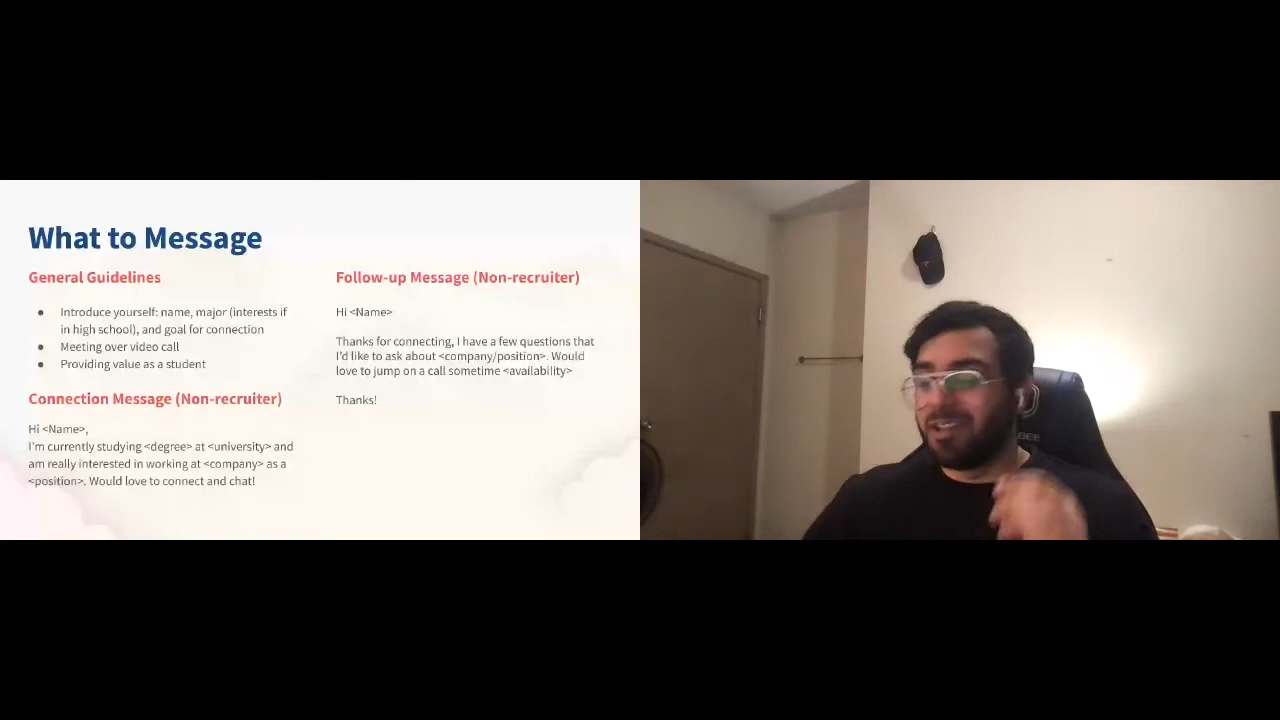 What to Message
General Guidelines
● Introduce yourself: name, major (interests if
in high school), and goal for connection
● Meeting over video call
● Providing value as a student
Connection Message (Non-recruiter)
Hi <Name>,
I'm currently studying <degree> at <university> and
am really interested in working at <company> as a
<position>. Would love to connect and chat!
Follow-up Message (Non-recruiter)
Hi <Name>
Thanks for connecting, I have a few questions that
I'd like to ask about <company/position>. Would
love to jump on a call sometime <availability>
Thanks!